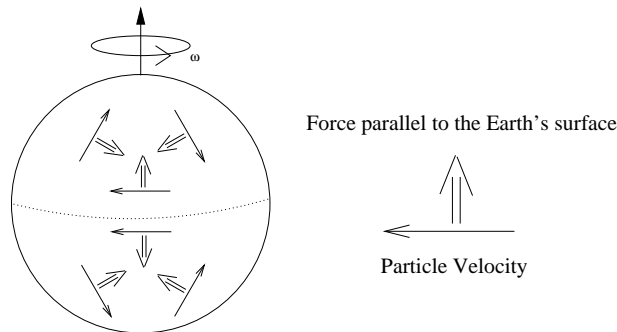 ω
Force parallel to the Earth's surface
Particle Velocity